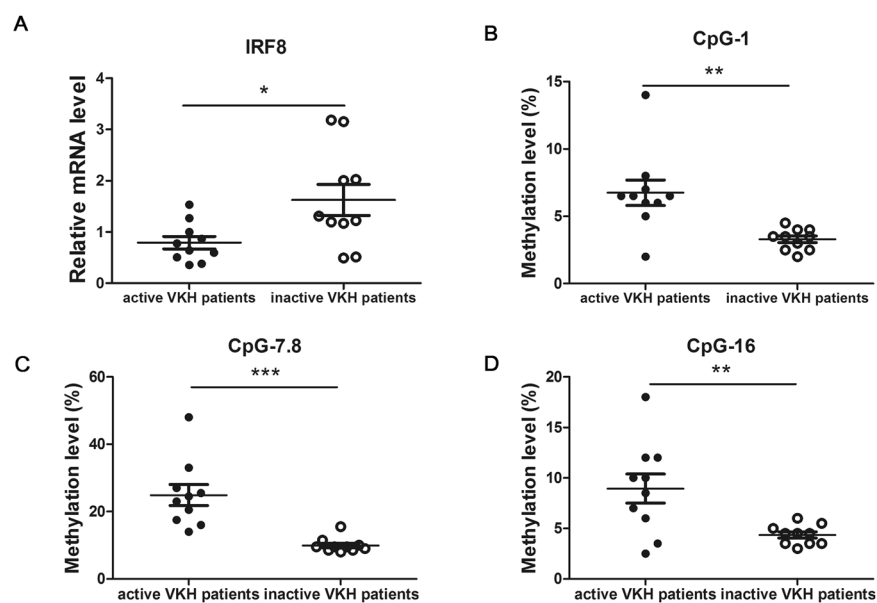 A
IRF8
Relative mRNA level
4
3
2
1
0
*
active VKH patients
inactive VKH patients
B
CpG-1
Methylation level (%)
15
10
5
0
**
active VKH patients
inactive VKH patients
C
CpG-7.8
Methylation level (%)
60
40
20
0
***
active VKH patients
inactive VKH patients
D
CpG-16
Methylation level (%)
20
15
10
5
0
**
active VKH patients
inactive VKH patients